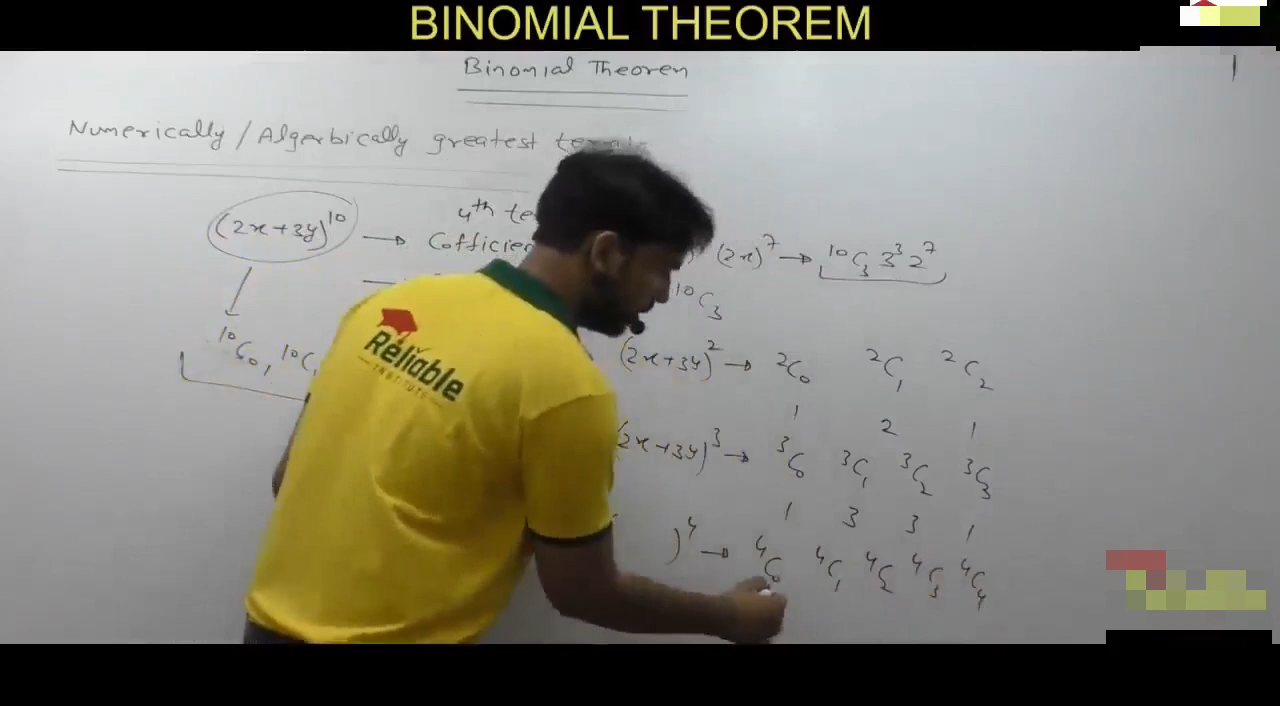 BINOMIAL THEOREM
Binomial Theorem
1
Numerically / Algerbically greatest
(2x+3y)^10 → 4th
Cofficien (2x)^7 → 10C3 3^3 2^7
10C3
10C0, 10C1
(2x+3y)^2 → 2C0 2C1 2C2
1 2 1
(2x+3y)^3 → 3C0 3C1 3C2 3C3
1 3 3 1
)^4 → 4C0 4C1 4C2 4C3 4C4
Reliable
INSTITUTE